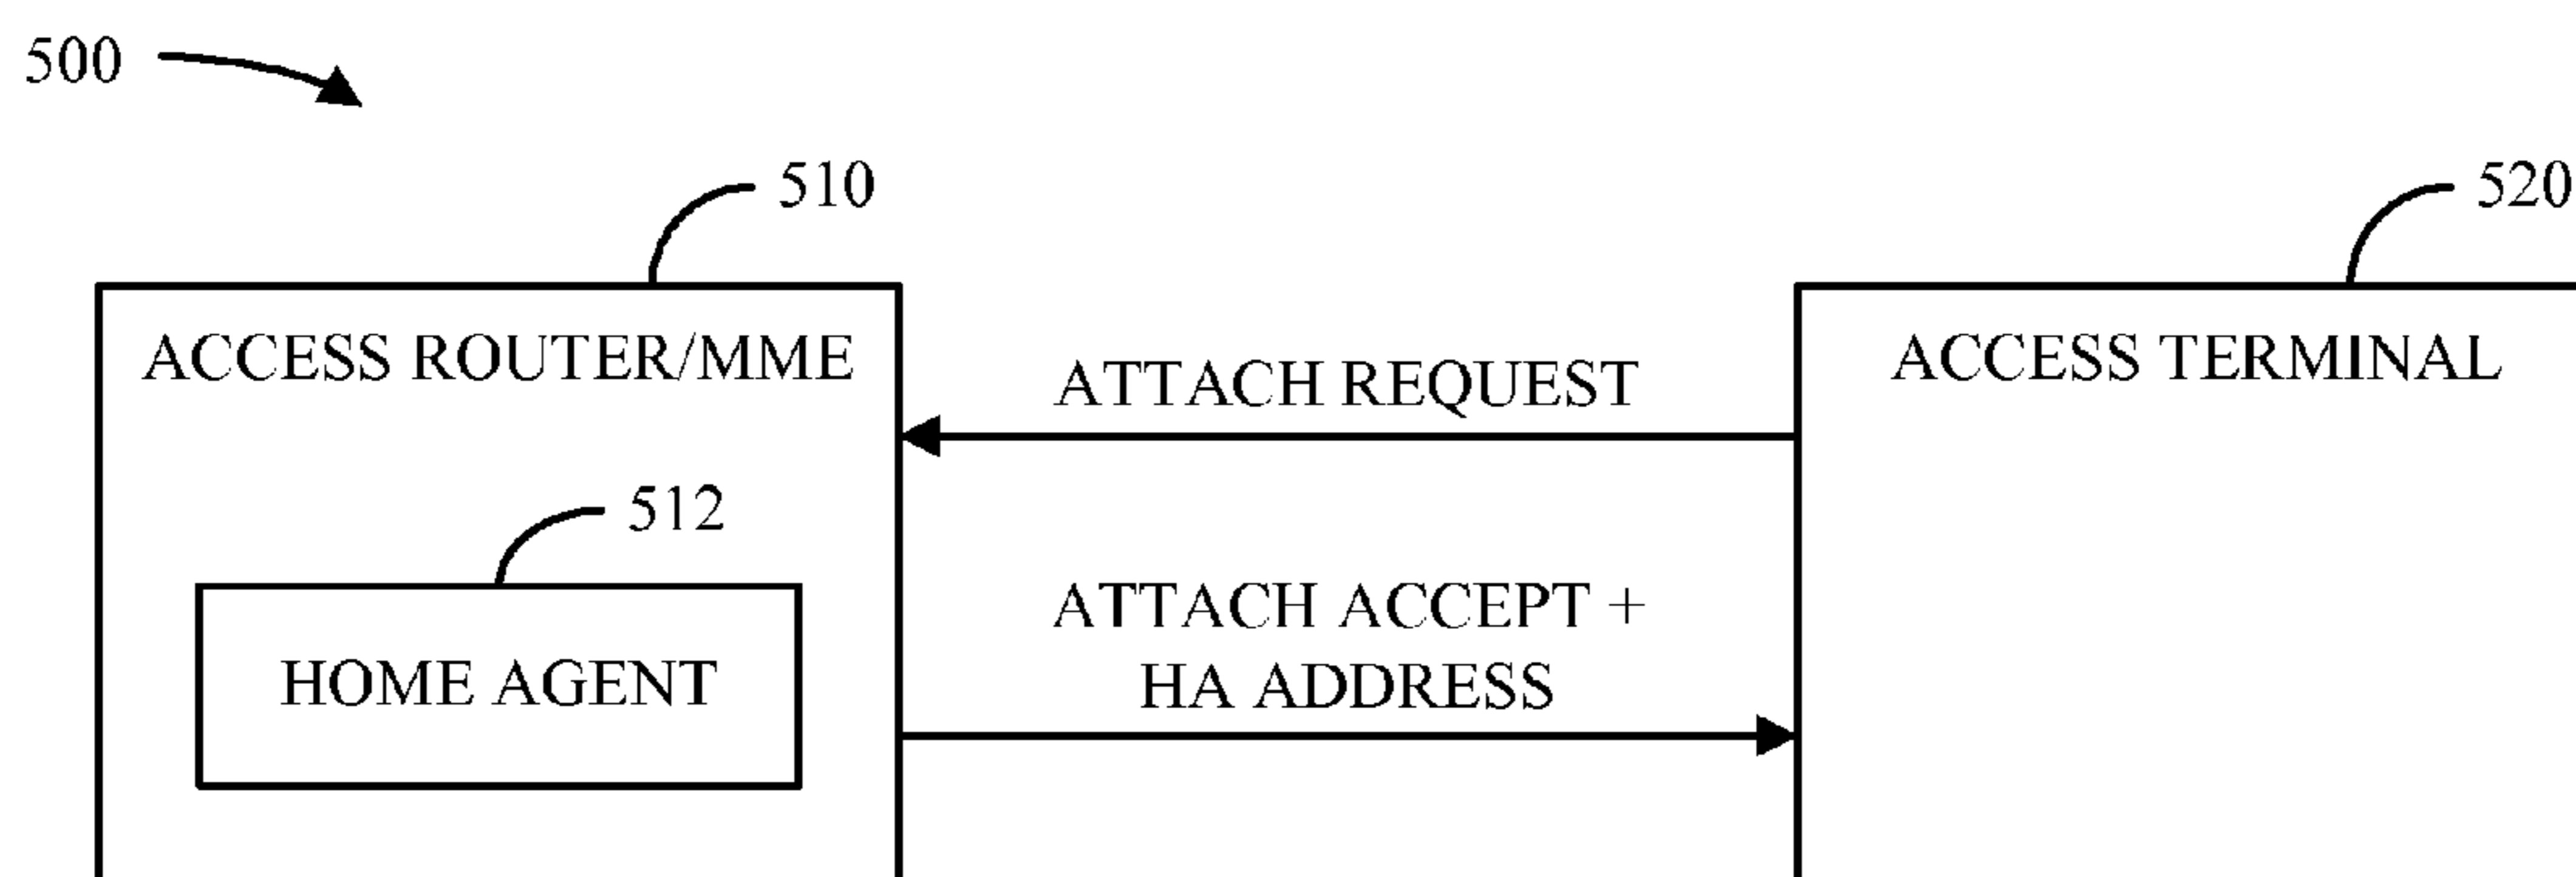 500
510
520
ACCESS ROUTER/MME
ACCESS TERMINAL
ATTACH REQUEST
512
HOME AGENT
ATTACH ACCEPT +
HA ADDRESS